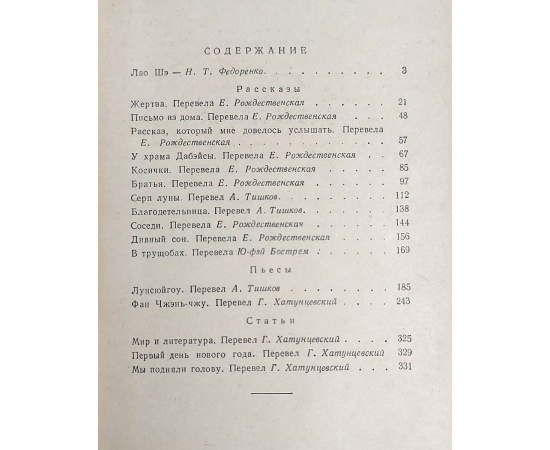 СОДЕРЖАНИЕ
Лао Шэ — Н. Т. Федоренко. . . . . . . . . . 3
Рассказы
Жертва. Перевела Е. Рождественская . . . . . . 21
Письмо из дома. Перевела Е. Рождественская . . . . 48
Рассказ, который мне довелось услышать. Перевела
Е. Рождественская . . . . . . . . . . . . 57
У храма Дабэйсы. Перевела Е. Рождественская . . . 67
Косички. Перевела Е. Рождественская . . . . . . 85
Братья. Перевела Е. Рождественская . . . . . . 97
Серп луны. Перевел А. Тишков. . . . . . . . . 112
Благодетельница. Перевел А. Тишков . . . . . . 138
Соседи. Перевела Е. Рождественская . . . . . . 144
Дивный сон. Перевела Е. Рождественская . . . . 156
В трущобах. Перевела Ю-фяй Бострем . . . . . . 169
Пьесы
Лунсюйгоу. Перевел А. Тишков . . . . . . . . 185
Фан Чжэнь-чжу. Перевел Г. Хатунцевский . . . . 243
Статьи
Мир и литература. Перевел Г. Хатунцевский . . . . 325
Первый день нового года. Перевел Г. Хатунцевский 329
Мы подняли голову. Перевел Г. Хатунцевский . . . 331